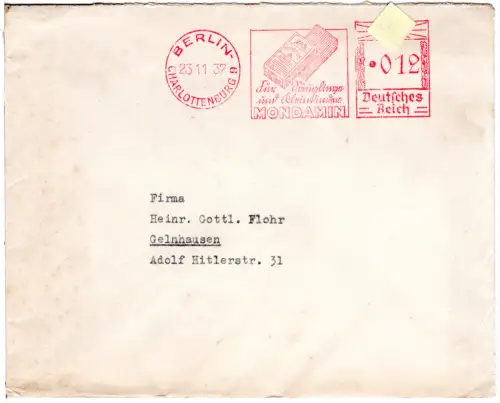 BERLIN-
CHARLOTTENBURG 9
23.11.37
Für Säuglinge
und Kleinkinder
MONDAMIN
012
Deutsches
Reich
Firma
Heinr. Gottl. Flohr
Gelnhausen
Adolf Hitlerstr. 31